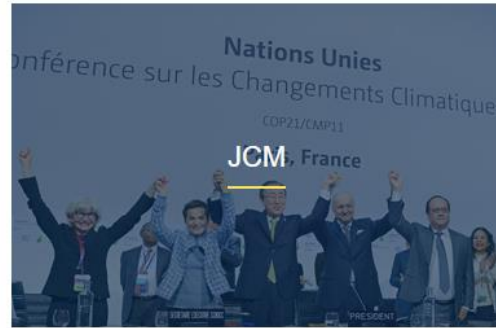 Nations Unies
onférence sur les Changements Climatique
COP21/CMP11
JCM
, France
PRESIDENT